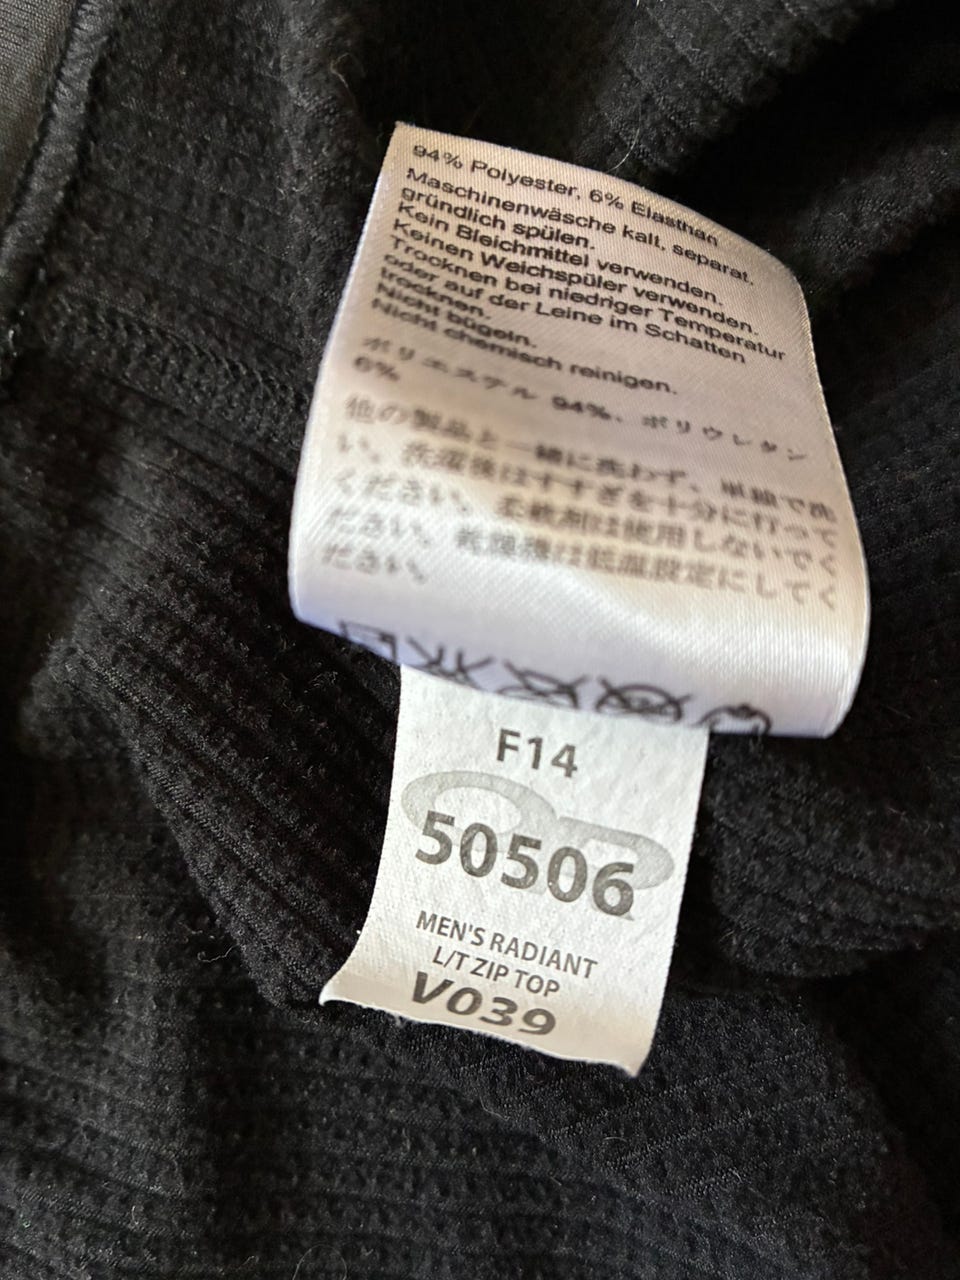 94% Polyester, 6% Elasthan
Maschinenwäsche kalt, separat.
gründlich spülen.
Kein Bleichmittel verwenden.
Keinen Weichspüler verwenden.
Trocknen bei niedriger Temperatur
oder auf der Leine im Schatten
trocknen.
Nicht bügeln.
Nicht chemisch reinigen.
ポリエステル 94%、ポリウレタン
6%
他の製品と一緒に洗わず、単独で洗
い、洗濯後はすすぎを十分に行って
ください。柔軟剤は使用しないでく
ださい。乾燥機は低温設定にしてく
ださい。
F14
50506
MEN'S RADIANT
L/T ZIP TOP
V039